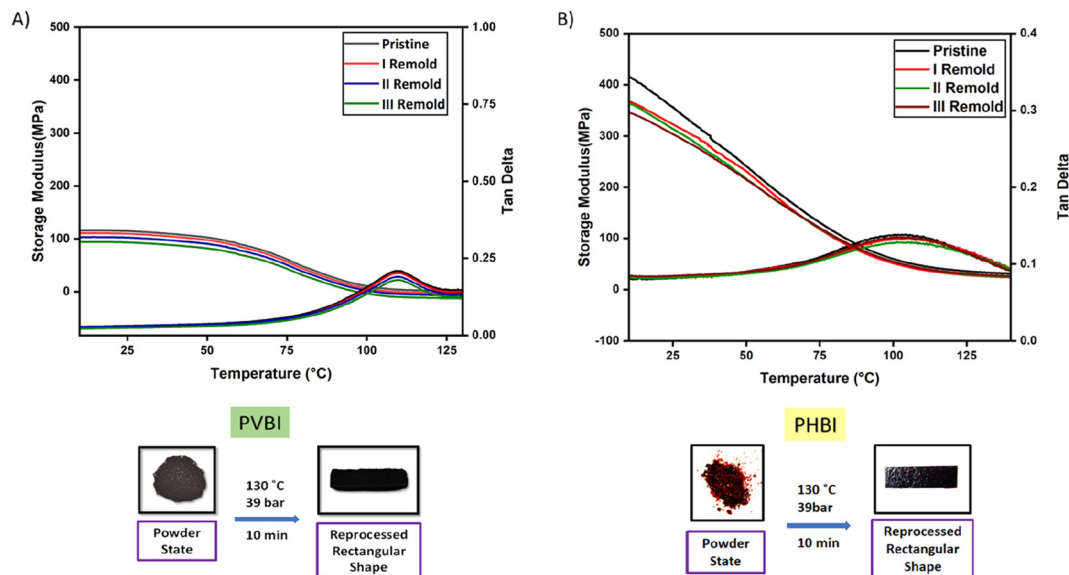 A)
500
400
300
200
100
0
Storage Modulus(MPa)
1.00
0.75
0.50
0.25
0.00
Tan Delta
Pristine
I Remold
II Remold
III Remold
25
50
75
100
125
Temperature (°C)
PVBI
130 °C
39 bar
10 min
Powder
State
Reprocessed
Rectangular
Shape
B)
500
400
300
200
100
0
-100
Storage Modulus(MPa)
0.4
0.3
0.2
0.1
0.0
Tan Delta
Pristine
I Remold
II Remold
III Remold
25
50
75
100
125
Temperature (°C)
PHBI
130 °C
39bar
10 min
Powder
State
Reprocessed
Rectangular
Shape